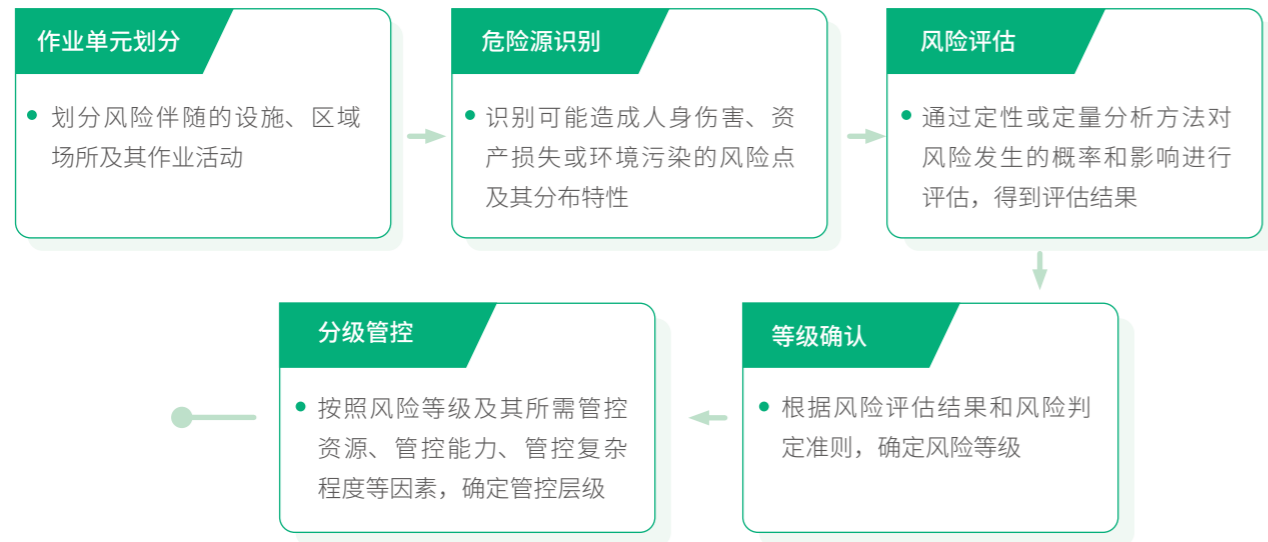 作业单元划分
划分风险伴随的设施、区域
场所及其作业活动
危险源识别
识别可能造成人身伤害、资
产损失或环境污染的风险点
及其分布特性
风险评估
通过定性或定量分析方法对
风险发生的概率和影响进行
评估，得到评估结果
等级确认
根据风险评估结果和风险判
定准则，确定风险等级
分级管控
按照风险等级及其所需管控
资源、管控能力、管控复杂
程度等因素，确定管控层级